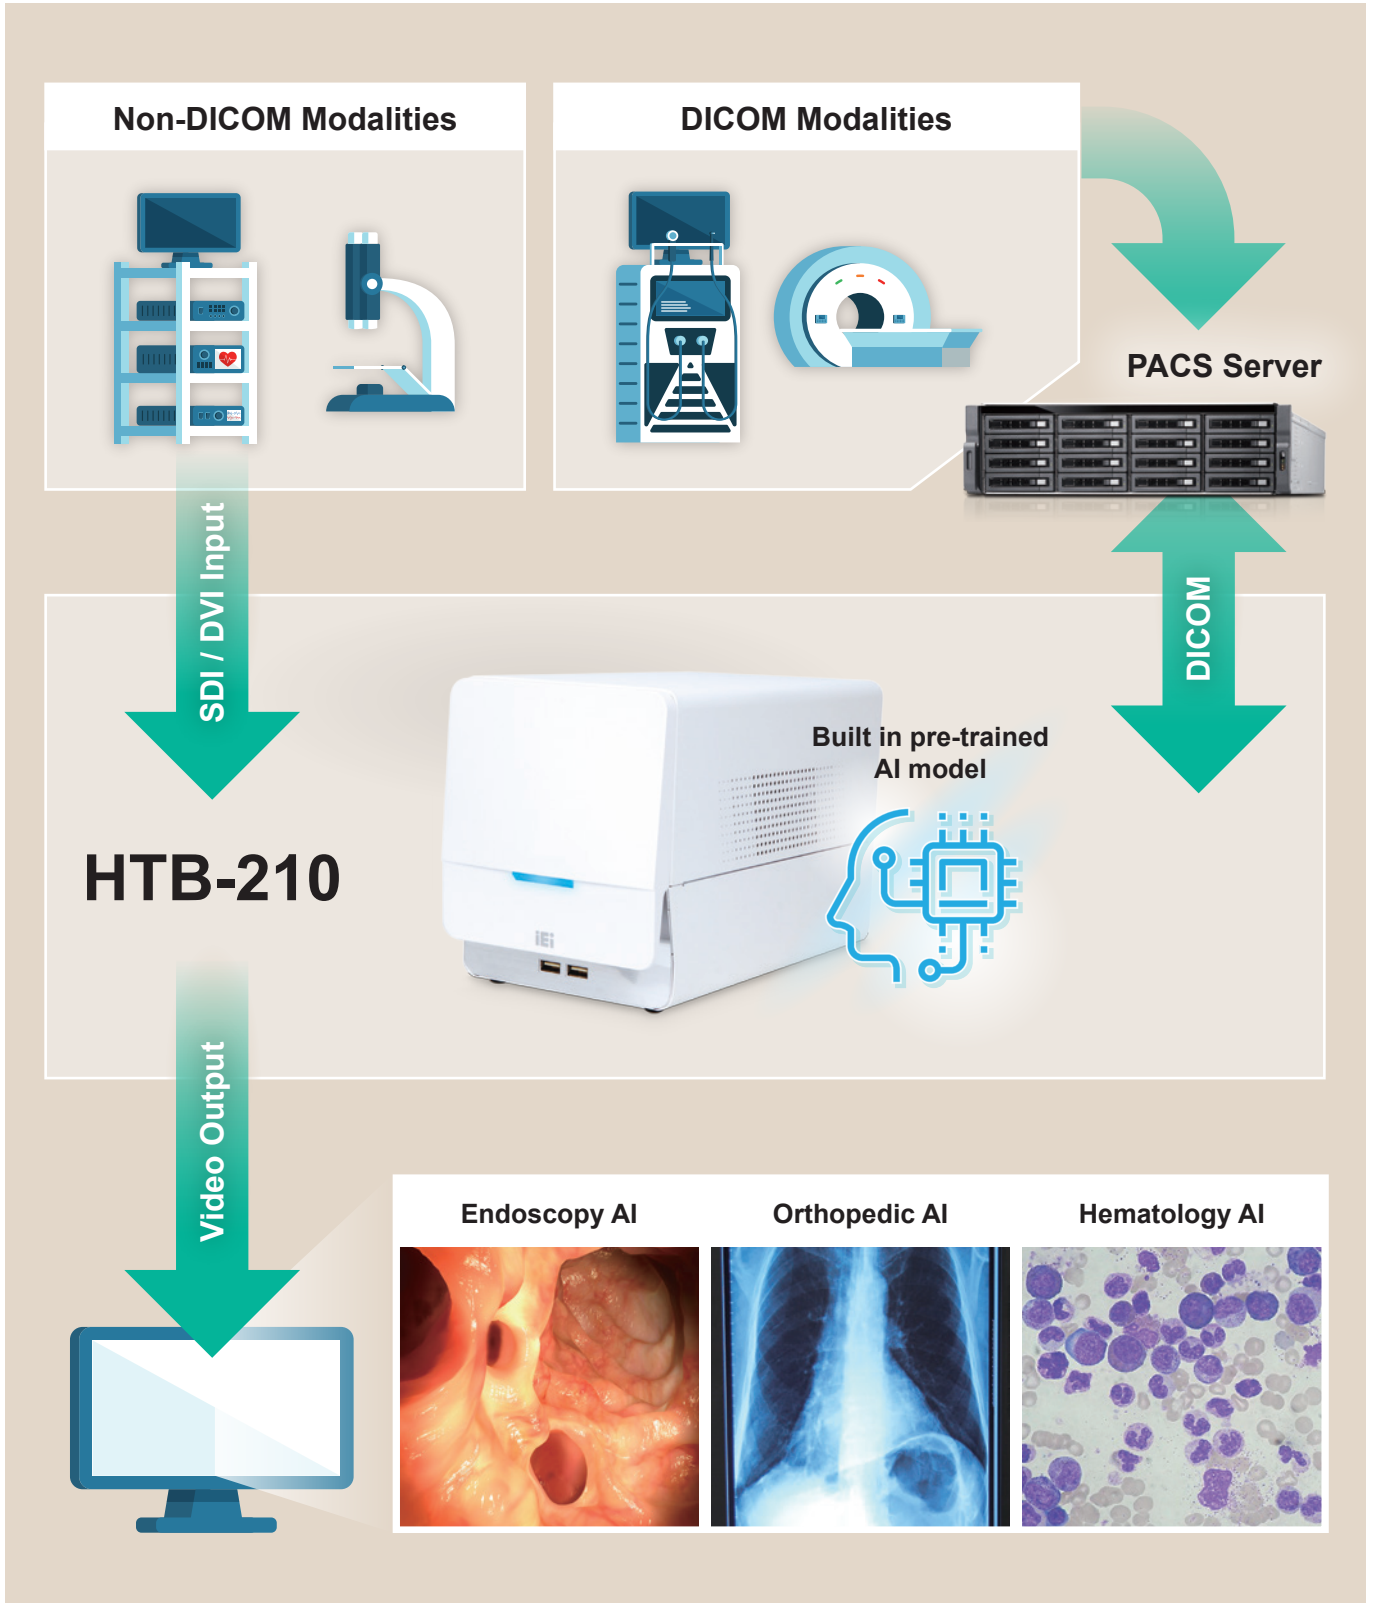 Non-DICOM Modalities
DICOM Modalities
PACS Server
SDI / DVI Input
DICOM
Built in pre-trained
AI model
HTB-210
iEi
Video Output
Endoscopy AI
Orthopedic AI
Hematology AI